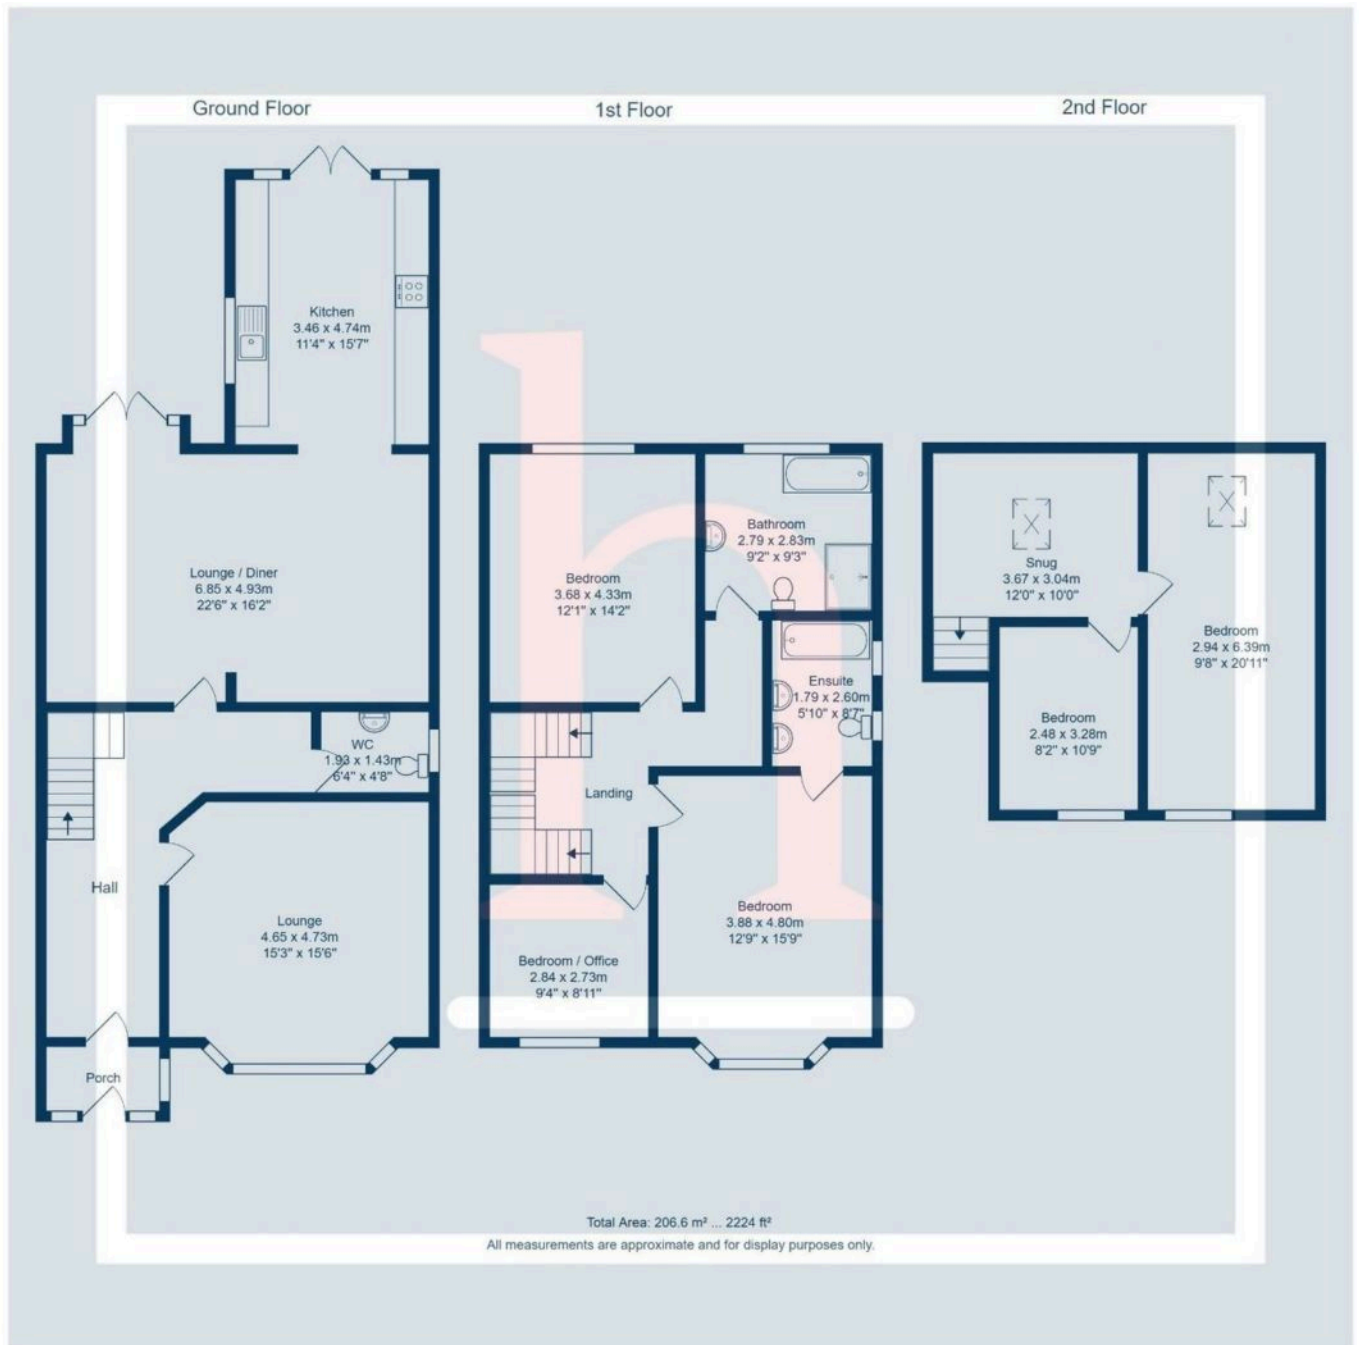 Ground Floor
1st Floor
2nd Floor
Kitchen
3.46 x 4.74m
11'4" x 15'7"
Lounge / Diner
6.85 x 4.93m
22'6" x 16'2"
WC
1.93 x 1.43m
6'4" x 4'8"
Hall
Lounge
4.65 x 4.73m
15'3" x 15'6"
Porch
Bedroom
3.68 x 4.33m
12'1" x 14'2"
Bathroom
2.79 x 2.83m
9'2" x 9'3"
Ensuite
1.79 x 2.60m
5'10" x 8'7"
Landing
Bedroom
3.88 x 4.80m
12'9" x 15'9"
Bedroom / Office
2.84 x 2.73m
9'4" x 8'11"
Snug
3.67 x 3.04m
12'0" x 10'0"
Bedroom
2.94 x 6.39m
9'8" x 20'11"
Bedroom
2.48 x 3.28m
8'2" x 10'9"
h
Total Area: 206.6 m² ... 2224 ft²
All measurements are approximate and for display purposes only.